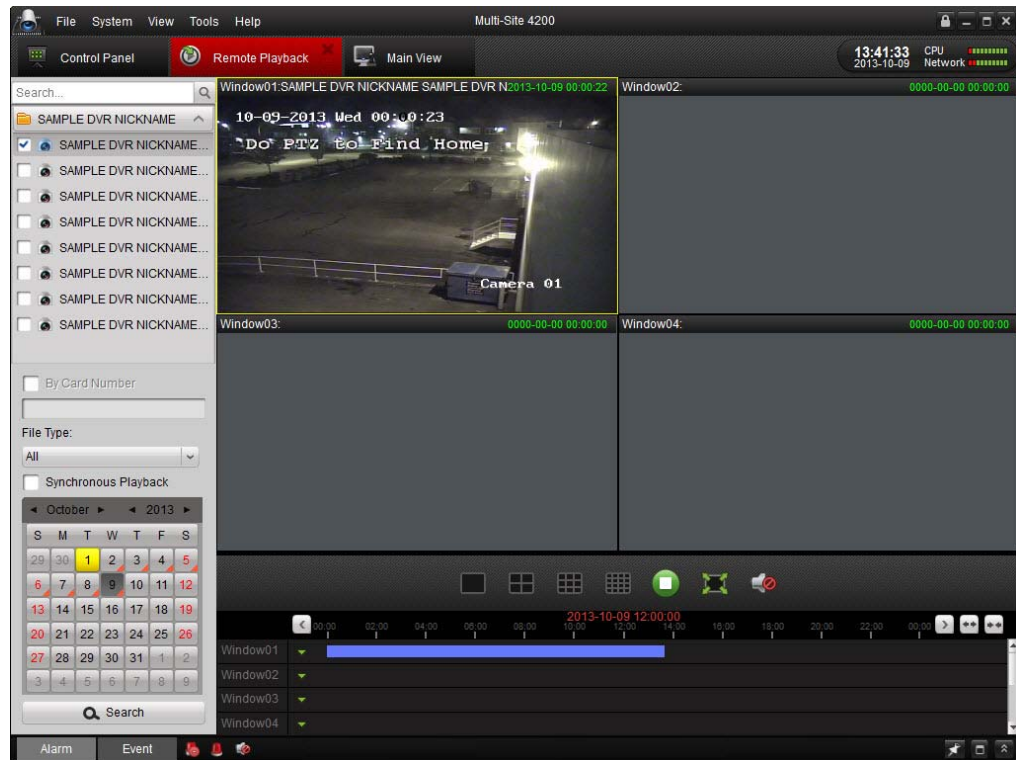 File System View Tools Help Multi-Site 4200
Control Panel Remote Playback Main View 13:41:33 2013-10-09 CPU Network
Search...
SAMPLE DVR NICKNAME
SAMPLE DVR NICKNAME...
SAMPLE DVR NICKNAME...
SAMPLE DVR NICKNAME...
SAMPLE DVR NICKNAME...
SAMPLE DVR NICKNAME...
SAMPLE DVR NICKNAME...
SAMPLE DVR NICKNAME...
SAMPLE DVR NICKNAME...
By Card Number
File Type:
All
Synchronous Playback
October 2013
S M T W T F S
29 30 1 2 3 4 5
6 7 8 9 10 11 12
13 14 15 16 17 18 19
20 21 22 23 24 25 26
27 28 29 30 31 1 2
3 4 5 6 7 8 9
Search
Window01:SAMPLE DVR NICKNAME SAMPLE DVR N 2013-10-09 00:00:22
10-09-2013 Wed 00:00:23
Do PTZ to Find Home;
Camera 01
Window02: 0000-00-00 00:00:00
Window03: 0000-00-00 00:00:00
Window04: 0000-00-00 00:00:00
2013-10-09 12:00:00
00:00 02:00 04:00 06:00 08:00 10:00 12:00 14:00 16:00 18:00 20:00 22:00 00:00
Window01
Window02
Window03
Window04
Alarm Event